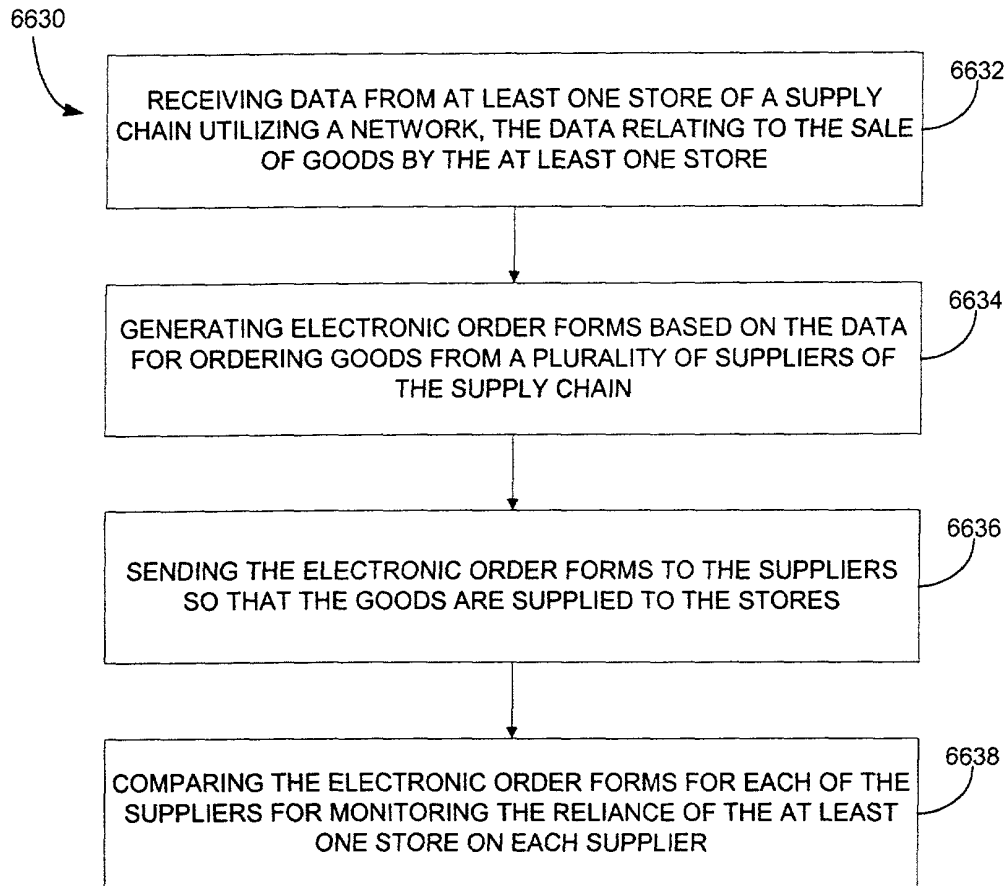 6630
6632
RECEIVING DATA FROM AT LEAST ONE STORE OF A SUPPLY
CHAIN UTILIZING A NETWORK, THE DATA RELATING TO THE SALE
OF GOODS BY THE AT LEAST ONE STORE
6634
GENERATING ELECTRONIC ORDER FORMS BASED ON THE DATA
FOR ORDERING GOODS FROM A PLURALITY OF SUPPLIERS OF
THE SUPPLY CHAIN
6636
SENDING THE ELECTRONIC ORDER FORMS TO THE SUPPLIERS
SO THAT THE GOODS ARE SUPPLIED TO THE STORES
6638
COMPARING THE ELECTRONIC ORDER FORMS FOR EACH OF THE
SUPPLIERS FOR MONITORING THE RELIANCE OF THE AT LEAST
ONE STORE ON EACH SUPPLIER